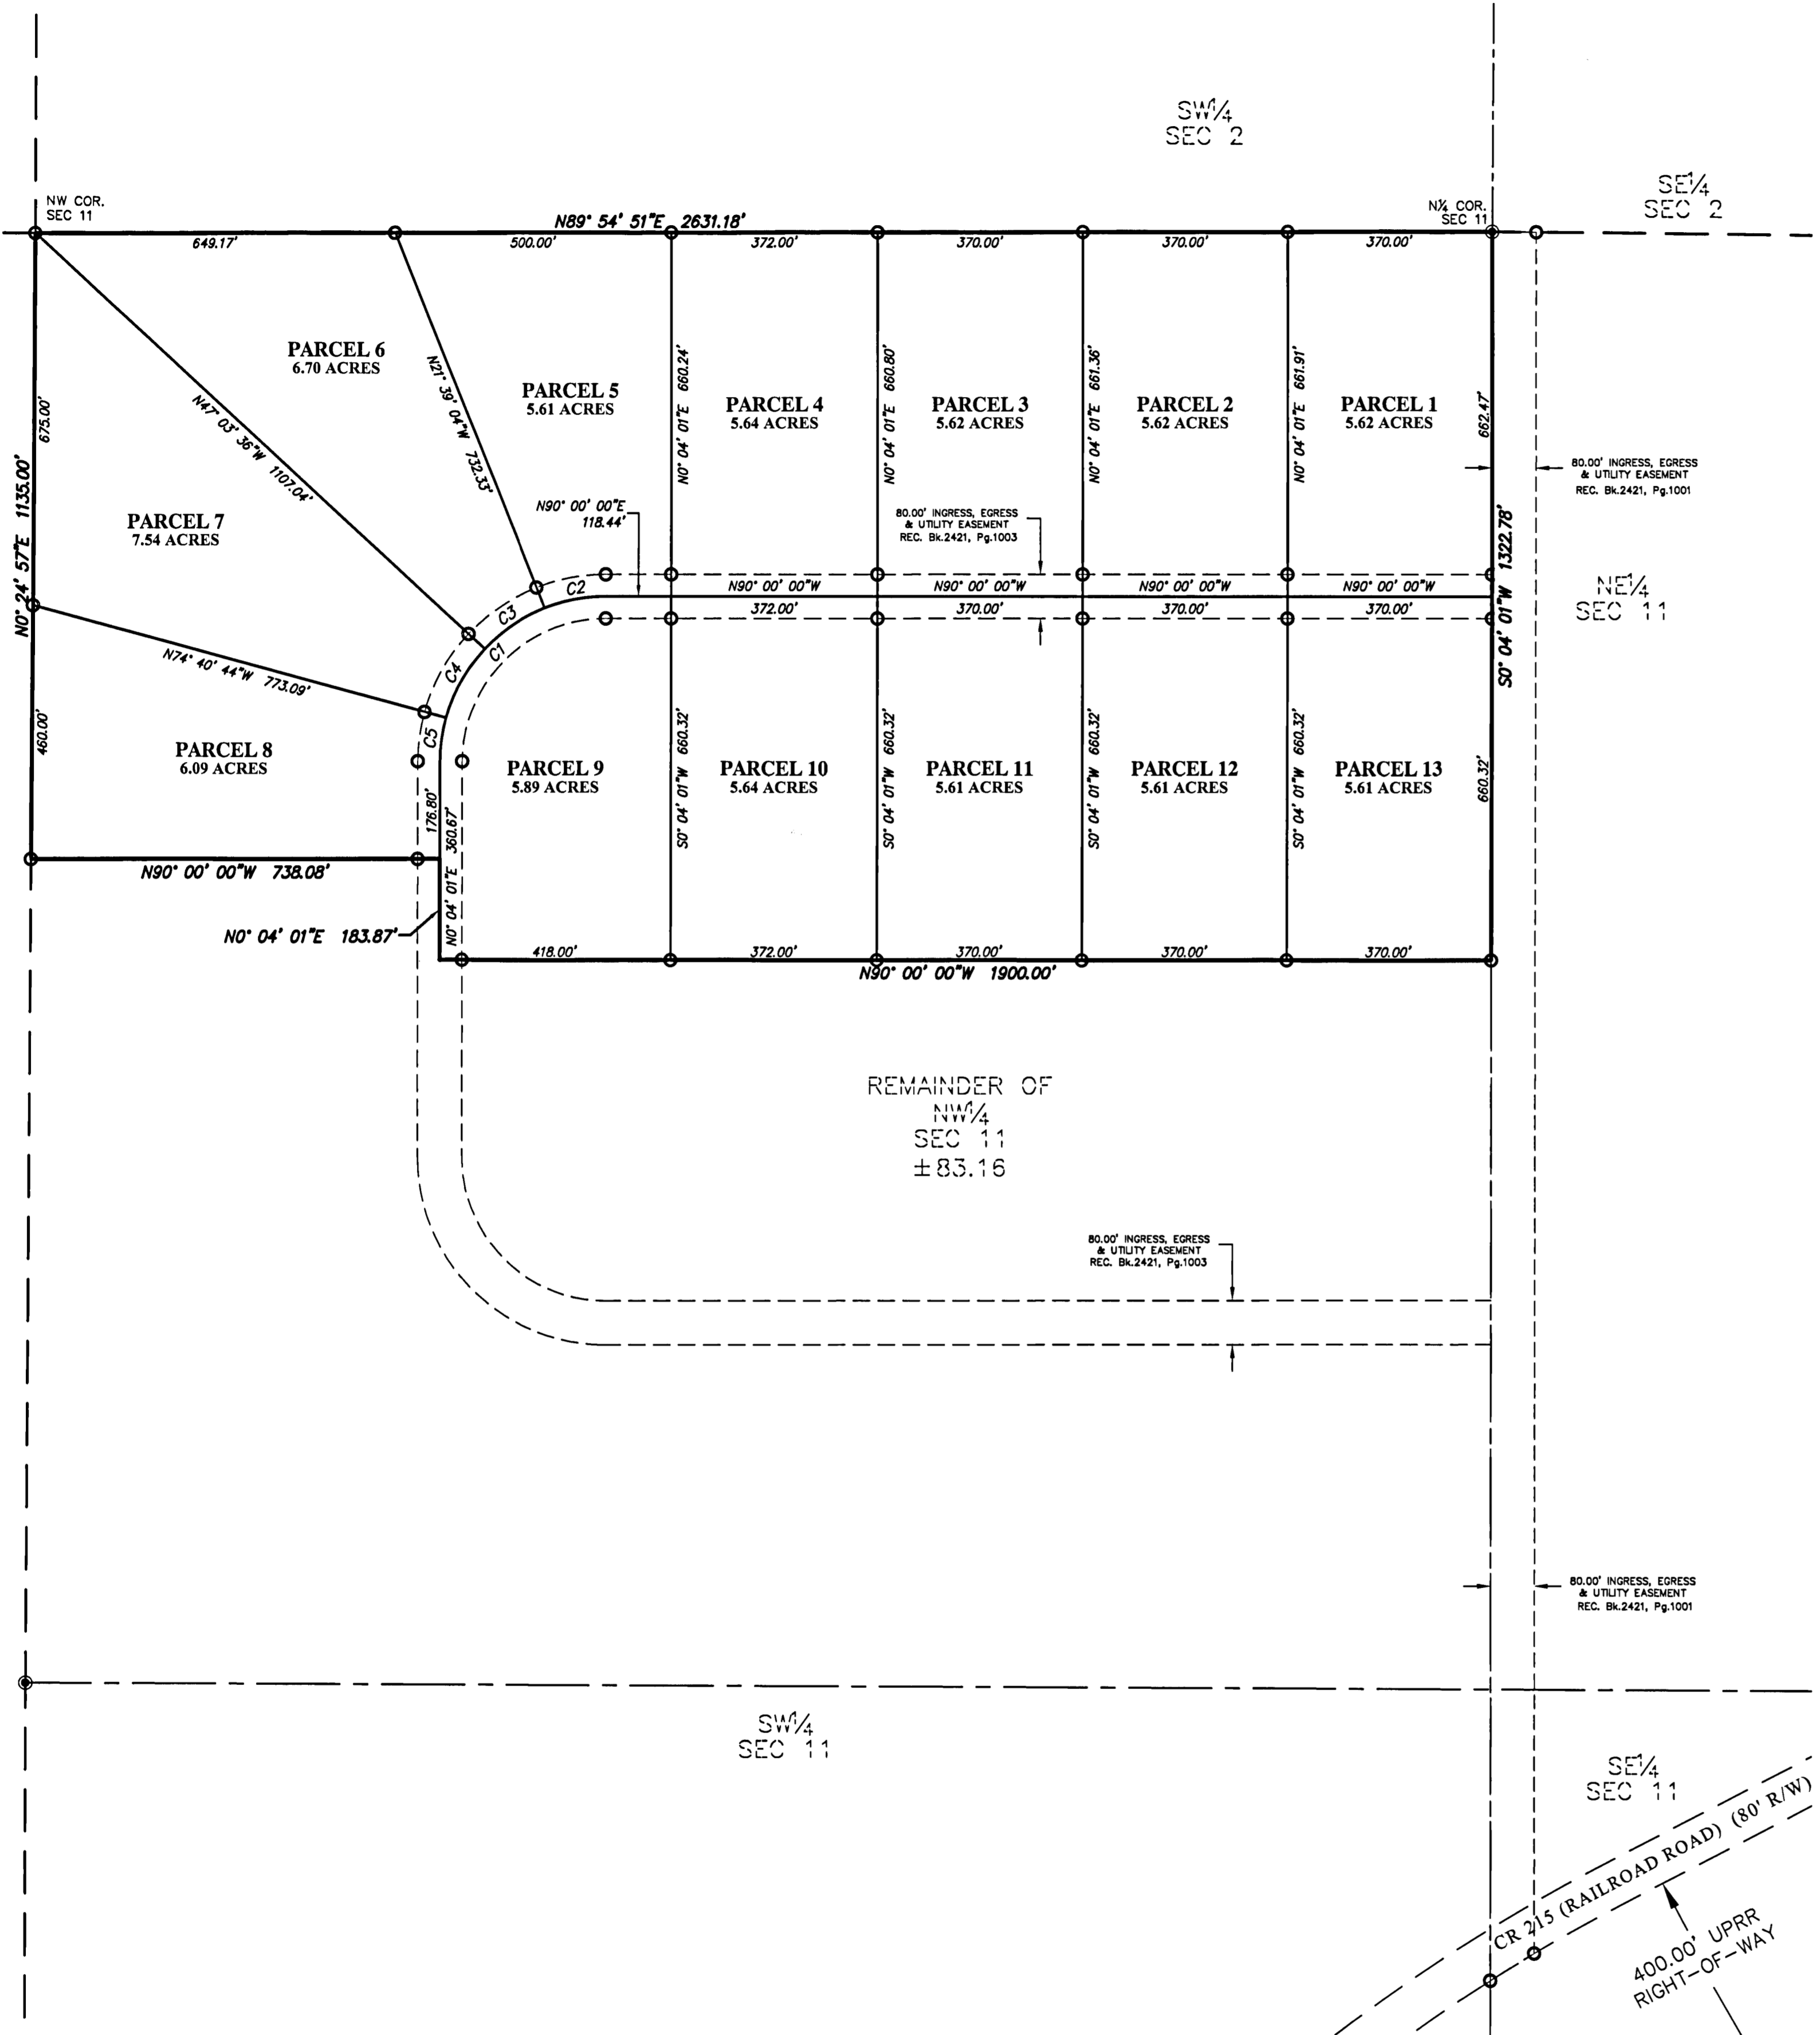 SW1/4
SEC 2
SE1/4
SEC 2
NW COR.
SEC 11
N1/4 COR.
SEC 11
N89° 54' 51"E 2631.18'
649.17'
500.00'
372.00'
370.00'
370.00'
370.00'
PARCEL 6
6.70 ACRES
PARCEL 5
5.61 ACRES
PARCEL 4
5.64 ACRES
PARCEL 3
5.62 ACRES
PARCEL 2
5.62 ACRES
PARCEL 1
5.62 ACRES
N21° 39' 04"W 732.33'
N0° 04' 01"E 660.24'
N0° 04' 01"E 660.80'
N0° 04' 01"E 661.36'
N0° 04' 01"E 661.91'
662.47'
675.00'
N47° 03' 36"W 1107.04'
80.00' INGRESS, EGRESS
& UTILITY EASEMENT
REC. Bk.2421, Pg.1001
N0° 24' 57"E 1135.00'
PARCEL 7
7.54 ACRES
N90° 00' 00"E
118.44'
80.00' INGRESS, EGRESS
& UTILITY EASEMENT
REC. Bk.2421, Pg.1003
S0° 04' 01"W 1322.78'
NE1/4
SEC 11
C2
C3
C1
C4
C5
N90° 00' 00"W
N90° 00' 00"W
N90° 00' 00"W
N90° 00' 00"W
372.00'
370.00'
370.00'
370.00'
N74° 40' 44"W 773.09'
460.00'
PARCEL 8
6.09 ACRES
PARCEL 9
5.89 ACRES
PARCEL 10
5.64 ACRES
PARCEL 11
5.61 ACRES
PARCEL 12
5.61 ACRES
PARCEL 13
5.61 ACRES
S0° 04' 01"W 660.32'
S0° 04' 01"W 660.32'
S0° 04' 01"W 660.32'
S0° 04' 01"W 660.32'
660.32'
176.80'
N0° 04' 01"E 360.67'
N90° 00' 00"W 738.08'
N0° 04' 01"E 183.87'
418.00'
372.00'
370.00'
370.00'
370.00'
N90° 00' 00"W 1900.00'
REMAINDER OF
NW1/4
SEC 11
±83.16
80.00' INGRESS, EGRESS
& UTILITY EASEMENT
REC. Bk.2421, Pg.1003
80.00' INGRESS, EGRESS
& UTILITY EASEMENT
REC. Bk.2421, Pg.1001
SW1/4
SEC 11
SE1/4
SEC 11
CR 215 (RAILROAD ROAD) (80' R/W)
400.00' UPRR
RIGHT-OF-WAY